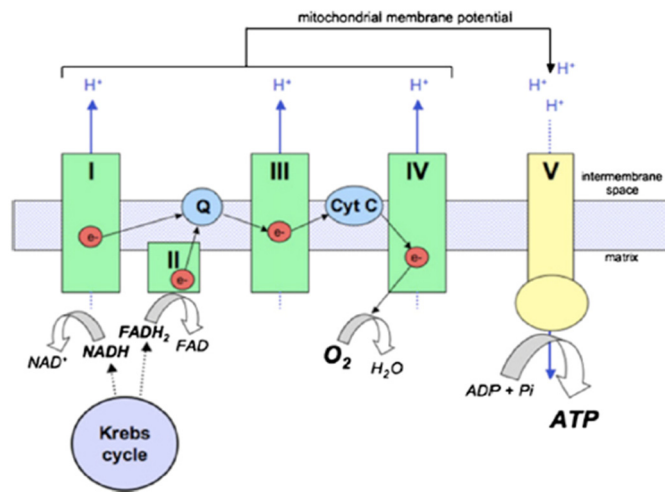 mitochondrial membrane potential
H⁺ H⁺ H⁺ H⁺ H⁺
H⁺
I III IV V
intermembrane
space
Q Cyt C
e- e-
II e-
matrix
e-
NAD⁺ NADH FADH₂ FAD
O₂ H₂O
ADP + Pi
ATP
Krebs
cycle